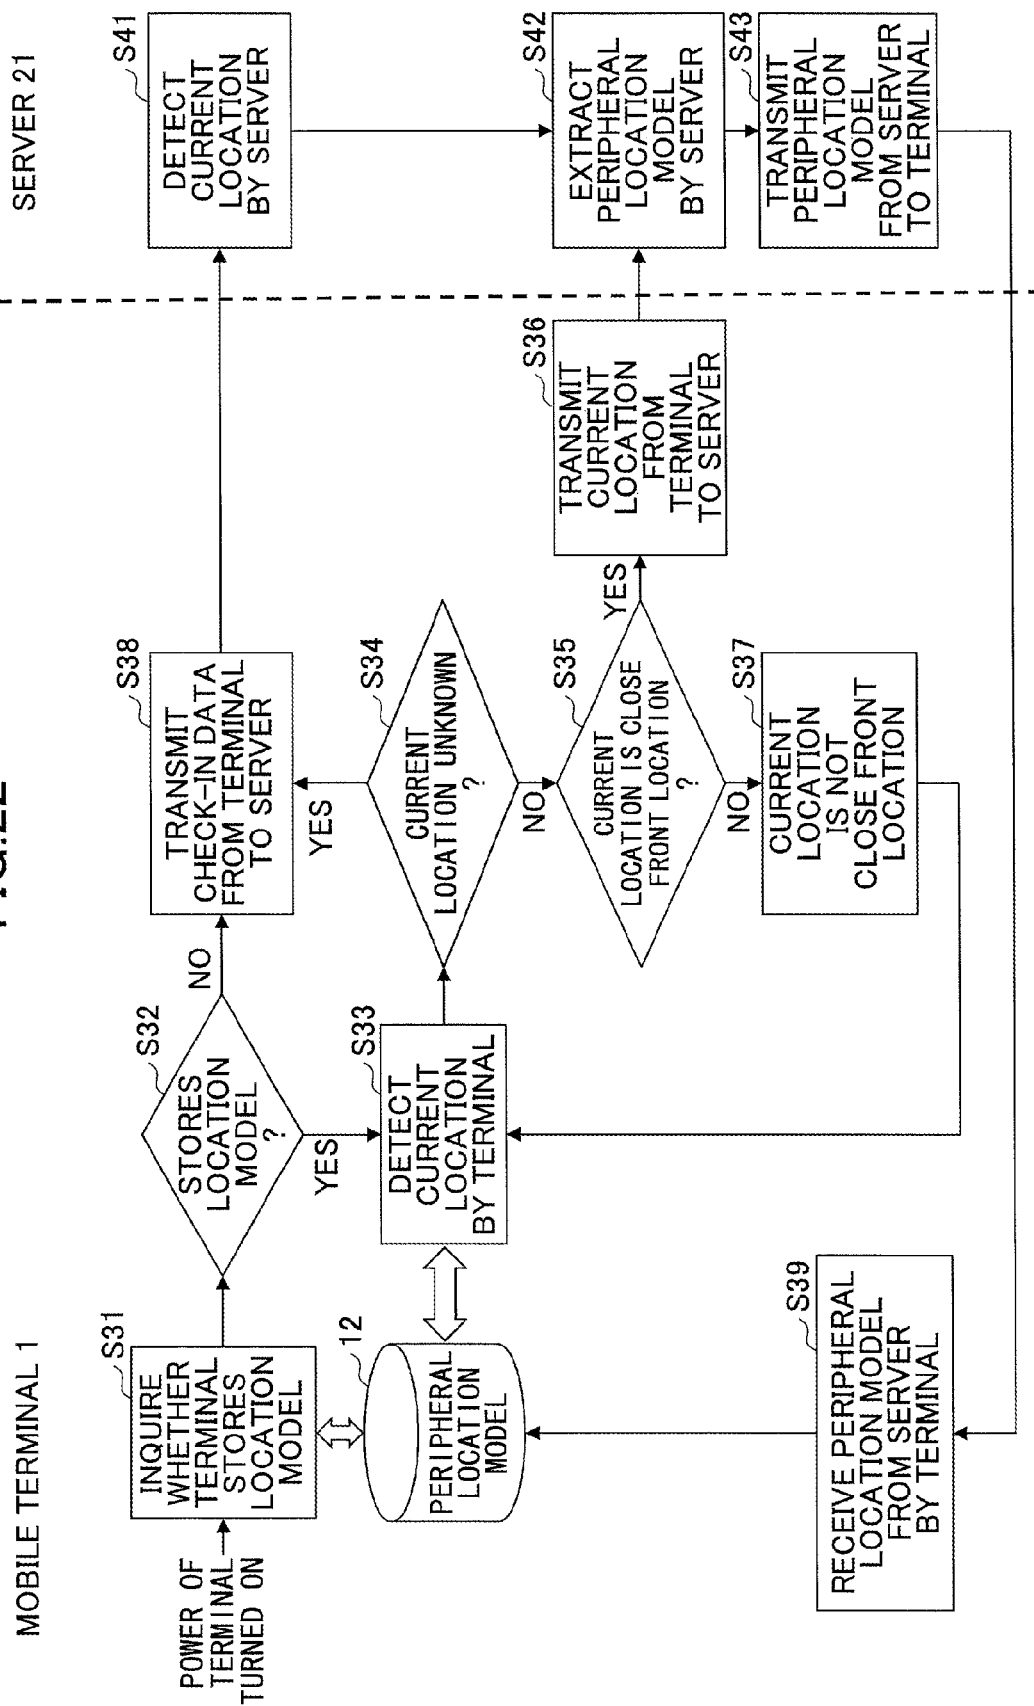 MOBILE TERMINAL 1
SERVER 21
POWER OF
TERMINAL
TURNED ON
S31
INQUIRE
WHETHER
TERMINAL
STORES
LOCATION
MODEL
S32
STORES
LOCATION
MODEL
?
NO
YES
S38
TRANSMIT
CHECK-IN DATA
FROM TERMINAL
TO SERVER
S41
DETECT
CURRENT
LOCATION
BY SERVER
12
PERIPHERAL
LOCATION
MODEL
S33
DETECT
CURRENT
LOCATION
BY TERMINAL
S34
CURRENT
LOCATION UNKNOWN
?
YES
NO
S35
CURRENT
LOCATION IS CLOSE
FRONT LOCATION
?
YES
NO
S36
TRANSMIT
CURRENT
LOCATION
FROM
TERMINAL
TO SERVER
S42
EXTRACT
PERIPHERAL
LOCATION
MODEL
BY SERVER
S37
CURRENT
LOCATION
IS NOT
CLOSE FRONT
LOCATION
S43
TRANSMIT
PERIPHERAL
LOCATION
MODEL
FROM SERVER
TO TERMINAL
S39
RECEIVE PERIPHERAL
LOCATION MODEL
FROM SERVER
BY TERMINAL